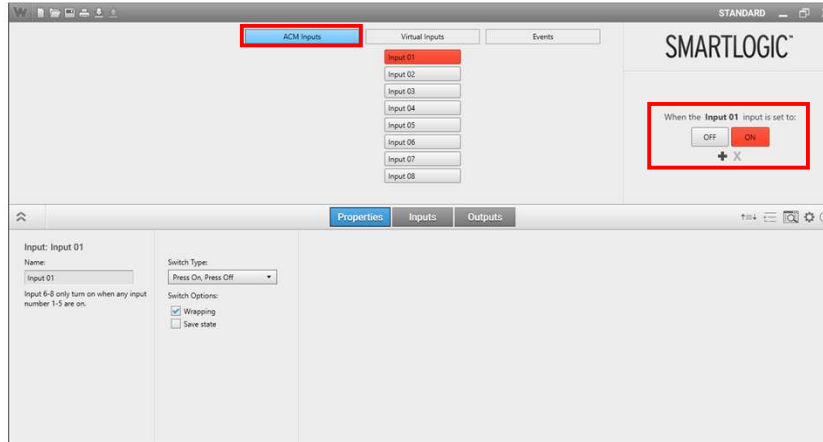 W STANDARD
ACM Inputs Virtual Inputs Events
SMARTLOGIC™
Input 01
Input 02
Input 03
Input 04
Input 05
Input 06
Input 07
Input 08
When the Input 01 input is set to:
OFF ON
Properties Inputs Outputs
Input: Input 01
Name:
Input 01
Input 6-8 only turn on when any input
number 1-5 are on.
Switch Type:
Press On, Press Off
Switch Options:
Wrapping
Save state